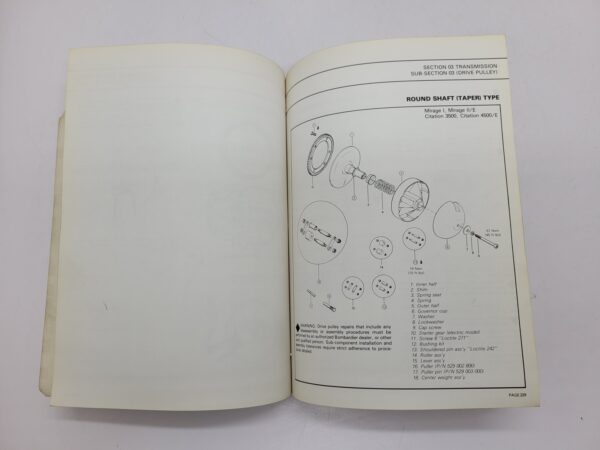 SECTION 03 TRANSMISSION
SUB-SECTION 03 (DRIVE PULLEY)
ROUND SHAFT (TAPER) TYPE
Mirage I, Mirage II/E
Citation 3500, Citation 4500/E
1. Inner half
2. Shim
3. Spring seat
4. Spring
5. Outer half
6. Governor cup
7. Washer
8. Lockwasher
9. Cap screw
10. Starter gear (electric model)
11. Screw 6 "Loctite 271"
12. Bushing kit
13. Shouldered pin ass'y "Loctite 242"
14. Roller ass'y
15. Lever ass'y
16. Puller (P/N 529 002 800)
17. Puller pin (P/N 529 003 000)
18. Center weight ass'y
WARNING: Drive pulley repairs that include any
disassembly or assembly procedures must be
performed by an authorized Bombardier dealer, or other
qualified person. Sub-component installation and
assembly tolerances require strict adherence to proce-
dures detailed.
PAGE